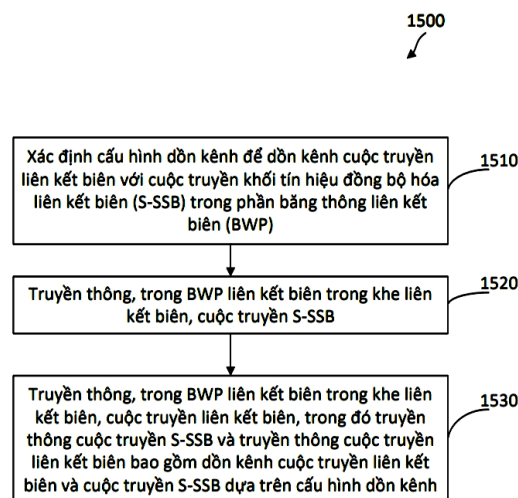 1500
Xác định cấu hình dồn kênh để dồn kênh cuộc truyền
liên kết biên với cuộc truyền khối tín hiệu đồng bộ hóa
liên kết biên (S-SSB) trong phần băng thông liên kết
biên (BWP)
1510
Truyền thông, trong BWP liên kết biên trong khe liên
kết biên, cuộc truyền S-SSB
1520
Truyền thông, trong BWP liên kết biên trong khe liên
kết biên, cuộc truyền liên kết biên, trong đó truyền
thông cuộc truyền S-SSB và truyền thông cuộc truyền
liên kết biên bao gồm dồn kênh cuộc truyền liên kết
biên và cuộc truyền S-SSB dựa trên cấu hình dồn kênh
1530